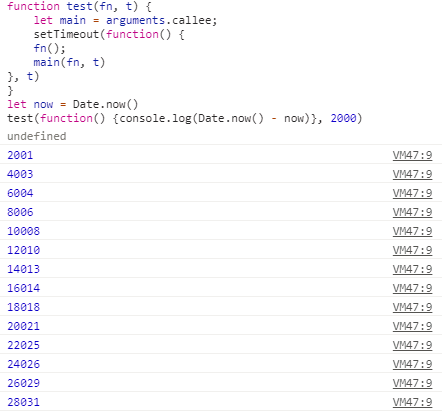 function test(fn, t) {
    let main = arguments.callee;
    setTimeout(function() {
    fn();
    main(fn, t)
}, t)
}
let now = Date.now()
test(function() {console.log(Date.now() - now)}, 2000)
undefined
2001 VM47:9
4003 VM47:9
6004 VM47:9
8006 VM47:9
10008 VM47:9
12010 VM47:9
14013 VM47:9
16014 VM47:9
18018 VM47:9
20021 VM47:9
22025 VM47:9
24026 VM47:9
26029 VM47:9
28031 VM47:9